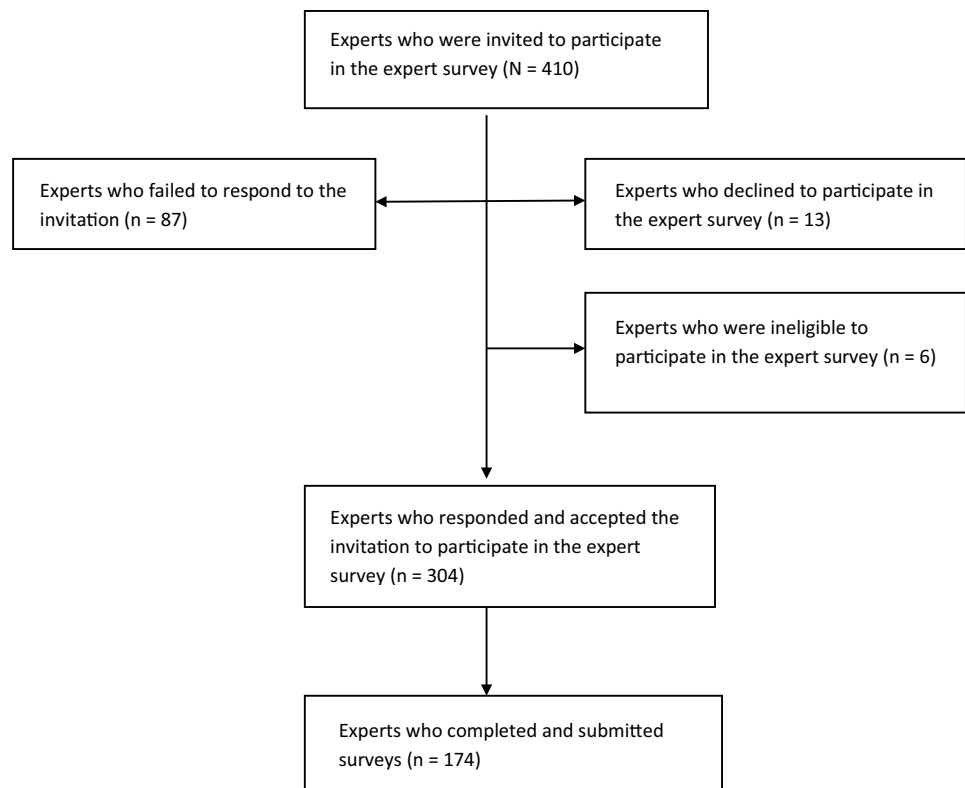 Experts who were invited to participate
in the expert survey (N = 410)
Experts who failed to respond to the
invitation (n = 87)
Experts who declined to participate in
the expert survey (n = 13)
Experts who were ineligible to
participate in the expert survey (n = 6)
Experts who responded and accepted the
invitation to participate in the expert
survey (n = 304)
Experts who completed and submitted
surveys (n = 174)